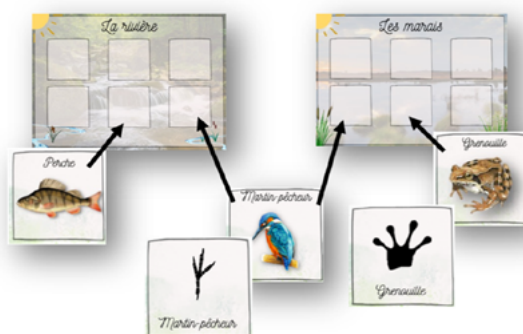 La rivière
Les marais
Perche
Martin pêcheur
Grenouille
Martin-pêcheur
Grenouille